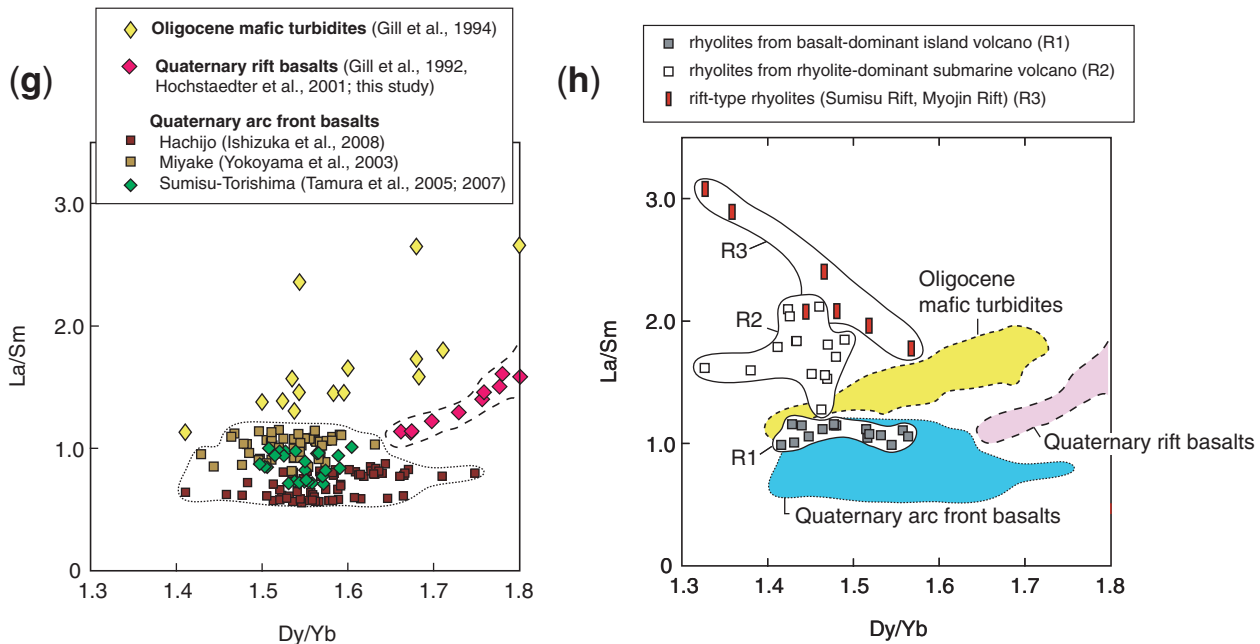 (g)
Oligocene mafic turbidites (Gill et al., 1994)
Quaternary rift basalts (Gill et al., 1992,
Hochstaedter et al., 2001; this study)
Quaternary arc front basalts
Hachijo (Ishizuka et al., 2008)
Miyake (Yokoyama et al., 2003)
Sumisu-Torishima (Tamura et al., 2005; 2007)
La/Sm
3.0
2.0
1.0
0
1.3
1.4
1.5
1.6
1.7
1.8
Dy/Yb
(h)
rhyolites from basalt-dominant island volcano (R1)
rhyolites from rhyolite-dominant submarine volcano (R2)
rift-type rhyolites (Sumisu Rift, Myojin Rift) (R3)
La/Sm
3.0
2.0
1.0
0
R3
R2
R1
Oligocene
mafic turbidites
Quaternary rift basalts
Quaternary arc front basalts
1.3
1.4
1.5
1.6
1.7
1.8
Dy/Yb